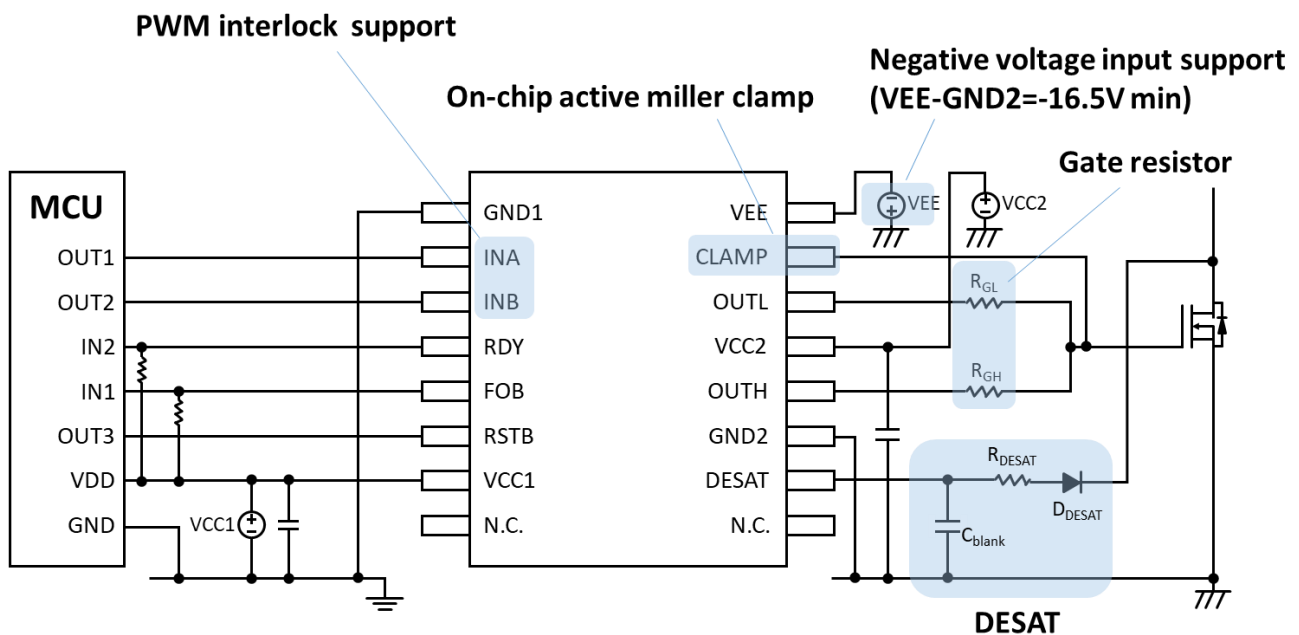 PWM interlock support
On-chip active miller clamp
Negative voltage input support
(VEE-GND2=-16.5V min)
Gate resistor
MCU
OUT1
OUT2
IN2
IN1
OUT3
VDD
GND
VCC1
GND1
INA
INB
RDY
FOB
RSTB
VCC1
N.C.
VEE
CLAMP
OUTL
VCC2
OUTH
GND2
DESAT
N.C.
VEE
VCC2
RGL
RGH
RDESAT
DDESAT
Cblank
DESAT